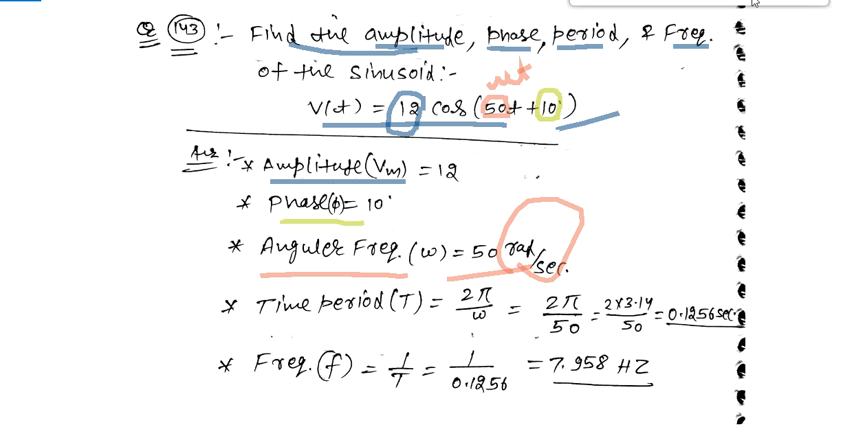 Q 143 :- Find the amplitude, phase, period, & Freq.
of the sinusoid:-
wt
V(t) = 12 cos (50t + 10°)
Ans :- * Amplitude(Vm) = 12
* Phase(φ)= 10°
* Anguler Freq. (ω) = 50 rad/sec.
* Time period(T) = 2π/ω = 2π/50 = 2×3.14/50 = 0.1256 sec.
* Freq. (f) = 1/T = 1/0.1256 = 7.958 HZ